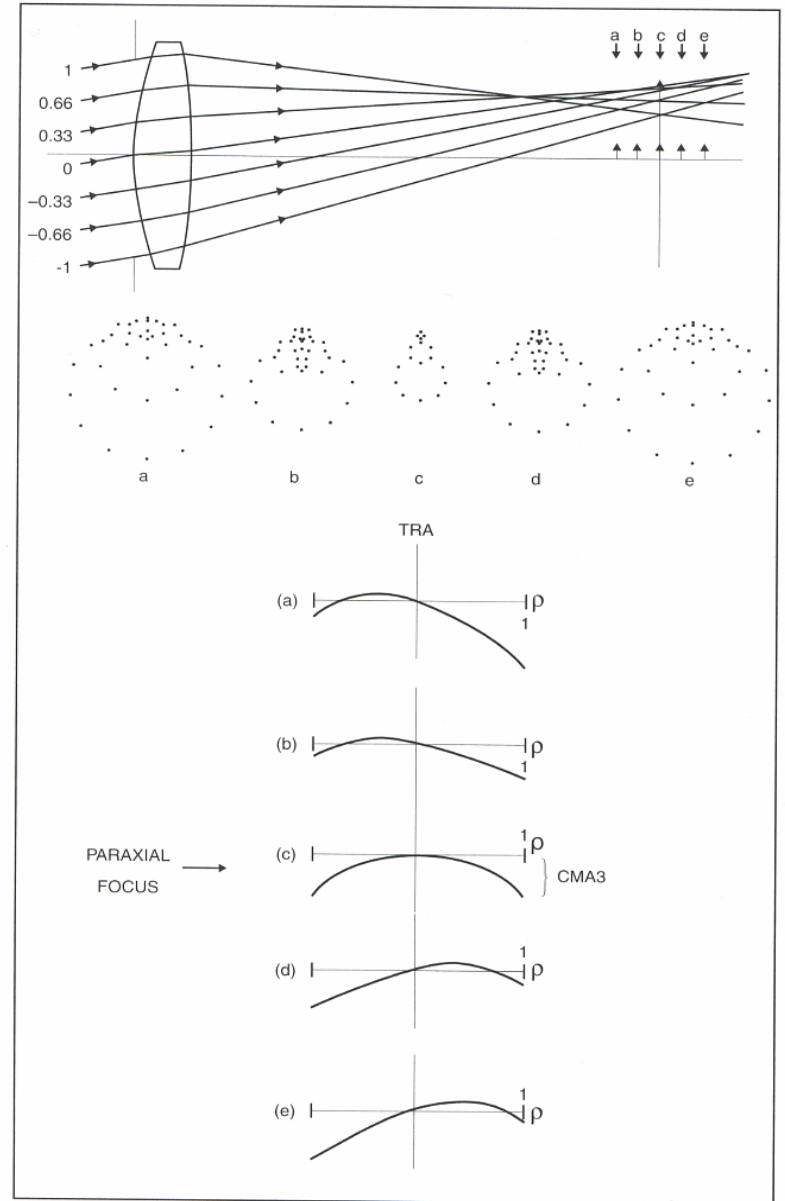 a b c d e
1
0.66
0.33
0
−0.33
−0.66
-1
a b c d e
TRA
(a) ρ
1
(b) ρ
1
PARAXIAL
FOCUS
(c) 1 ρ
CMA3
1
(d) ρ
1
(e) ρ